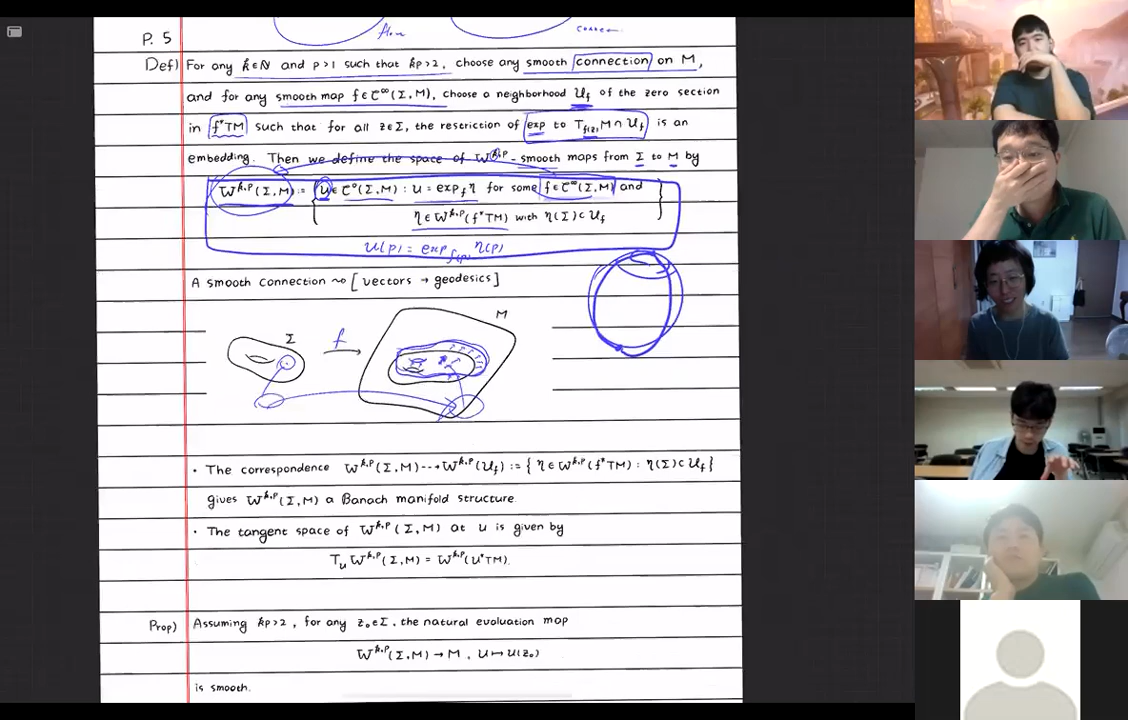 P. 5
Def) For any k ∈ ℕ and p > 1 such that kp > 2, choose any smooth connection on M,
and for any smooth map f ∈ C^∞(Σ, M), choose a neighborhood U_f of the zero section
in f*TM such that for all z ∈ Σ, the rescriction of exp to T_{f(z)}M ∩ U_f is an
embedding. Then we define the space of W^{k,p}-smooth maps from Σ to M by
W^{k,p}(Σ, M) := { u ∈ C^0(Σ, M) : u = exp_f η for some f ∈ C^∞(Σ, M) and
η ∈ W^{k,p}(f*TM) with η(Σ) ⊂ U_f }
u(p) = exp_{f(p)} η(p)
A smooth connection ~> [vectors → geodesics]
Σ f M
• The correspondence W^{k,p}(Σ, M) --→ W^{k,p}(U_f) := { η ∈ W^{k,p}(f*TM) : η(Σ) ⊂ U_f }
gives W^{k,p}(Σ, M) a Banach manifold structure.
• The tangent space of W^{k,p}(Σ, M) at u is given by
T_u W^{k,p}(Σ, M) = W^{k,p}(u*TM).
Prop) Assuming kp > 2, for any z_0 ∈ Σ, the natural evaluation map
W^{k,p}(Σ, M) → M, u ↦ u(z_0)
is smooth.